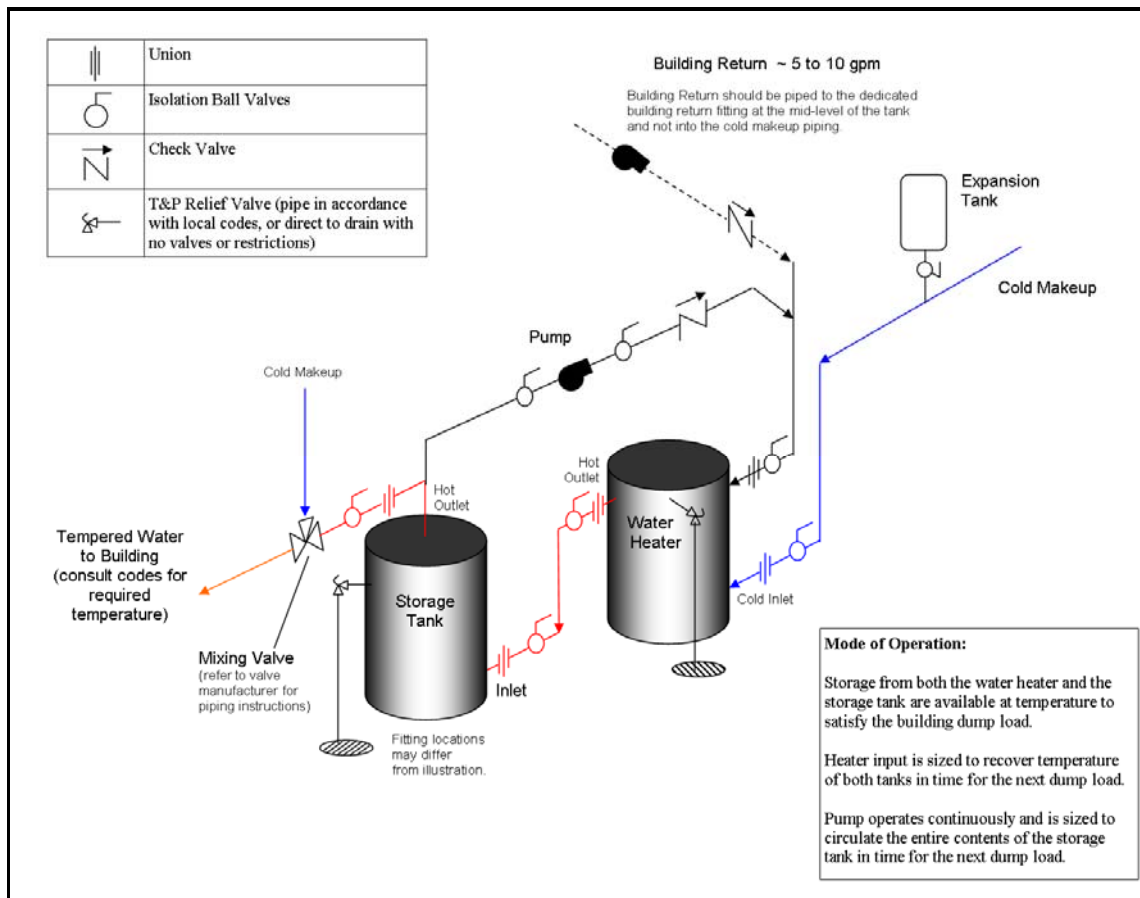 Union
Isolation Ball Valves
Check Valve
T&P Relief Valve (pipe in accordance
with local codes, or direct to drain with
no valves or restrictions)
Building Return ~ 5 to 10 gpm
Building Return should be piped to the dedicated
building return fitting at the mid-level of the tank
and not into the cold makeup piping.
Expansion
Tank
Cold Makeup
Pump
Cold Makeup
Hot
Outlet
Hot
Outlet
Water
Heater
Tempered Water
to Building
(consult codes for
required
temperature)
Storage
Tank
Cold Inlet
Mixing Valve
(refer to valve
manufacturer for
piping instructions)
Inlet
Fitting locations
may differ
from illustration.
Mode of Operation:
Storage from both the water heater and the
storage tank are available at temperature to
satisfy the building dump load.
Heater input is sized to recover temperature
of both tanks in time for the next dump load.
Pump operates continuously and is sized to
circulate the entire contents of the storage
tank in time for the next dump load.